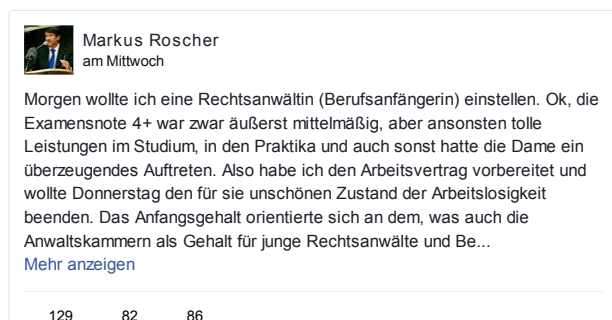 Markus Roscher
am Mittwoch
Morgen wollte ich eine Rechtsanwältin (Berufsanfängerin) einstellen. Ok, die
Examensnote 4+ war zwar äußerst mittelmäßig, aber ansonsten tolle
Leistungen im Studium, in den Praktika und auch sonst hatte die Dame ein
überzeugendes Auftreten. Also habe ich den Arbeitsvertrag vorbereitet und
wollte Donnerstag den für sie unschönen Zustand der Arbeitslosigkeit
beenden. Das Anfangsgehalt orientierte sich an dem, was auch die
Anwaltskammern als Gehalt für junge Rechtsanwälte und Be...
Mehr anzeigen
129 82 86